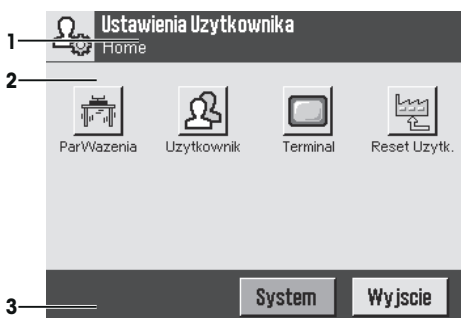 Ustawienia Uzytkownika
1
Home
2
ParWazenia Uzytkownik Terminal Reset Uzytk.
3
System Wyjscie